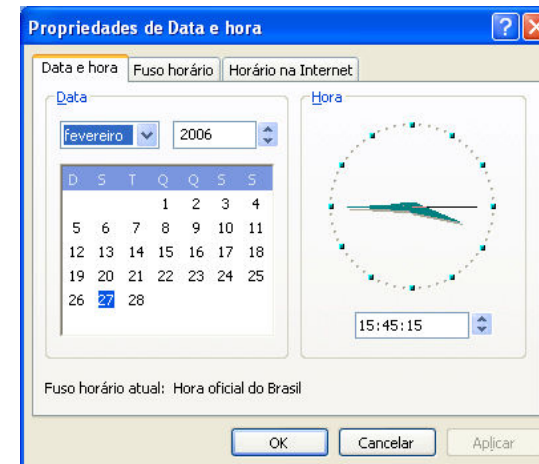 Propriedades de Data e hora
Data e hora Fuso horário Horário na Internet
Data
fevereiro 2006
D S T Q Q S S
1 2 3 4
5 6 7 8 9 10 11
12 13 14 15 16 17 18
19 20 21 22 23 24 25
26 27 28
Hora
15:45:15
Fuso horário atual: Hora oficial do Brasil
OK Cancelar Aplicar